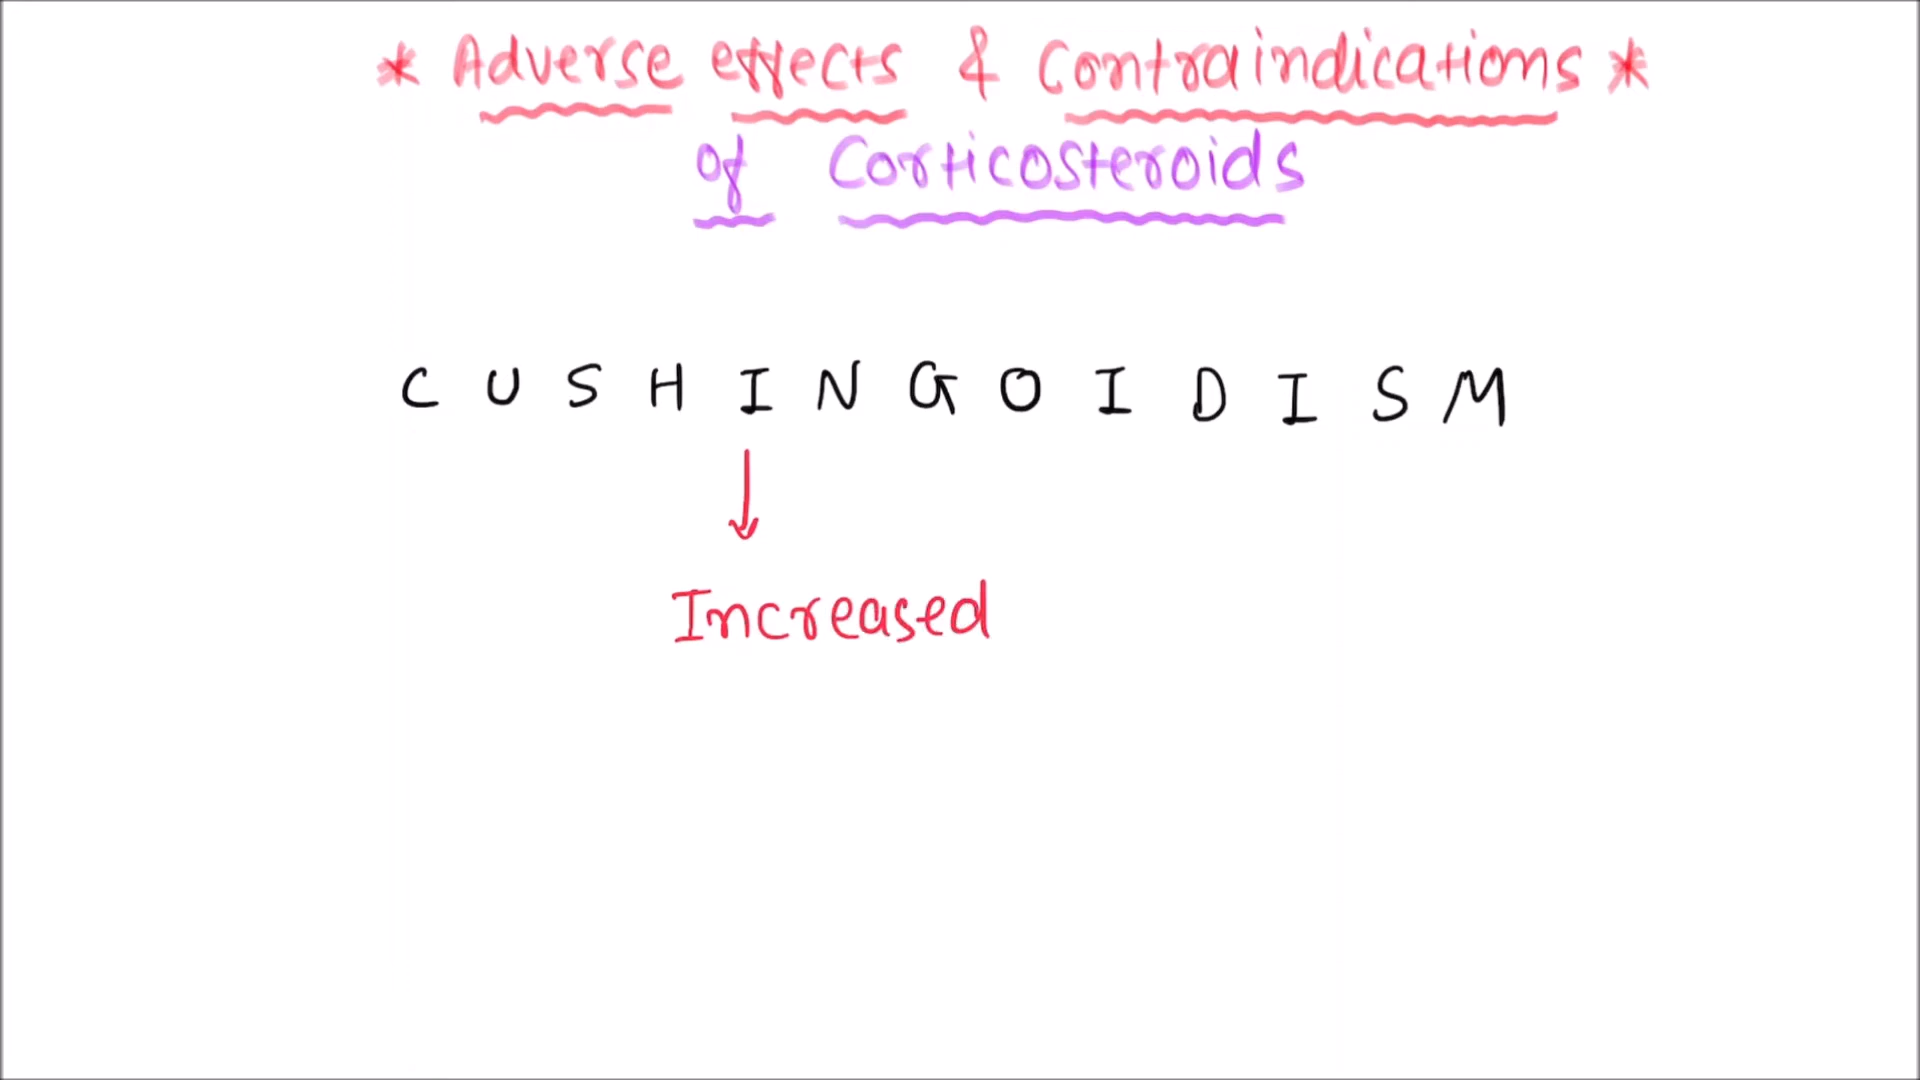 * Adverse effects & Contraindications *
of Corticosteroids
C U S H I N G O I D I S M
Increased